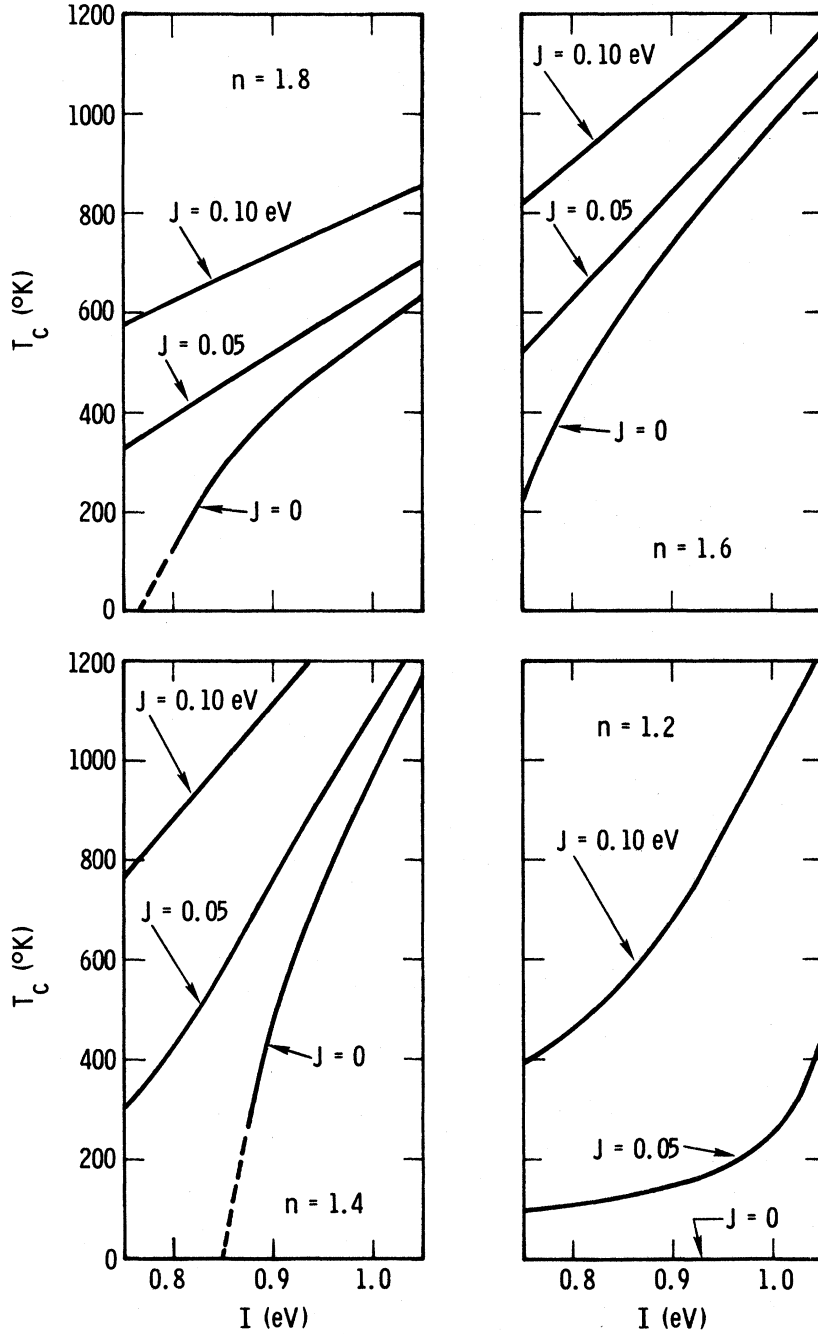 1200
1000
800
600
400
200
0
T_C (°K)
n = 1.8
J = 0.10 eV
J = 0.05
J = 0
J = 0.10 eV
J = 0.05
J = 0
n = 1.6
1200
1000
800
600
400
200
0
T_C (°K)
J = 0.10 eV
J = 0.05
J = 0
n = 1.4
0.8 0.9 1.0
I (eV)
n = 1.2
J = 0.10 eV
J = 0.05
J = 0
0.8 0.9 1.0
I (eV)